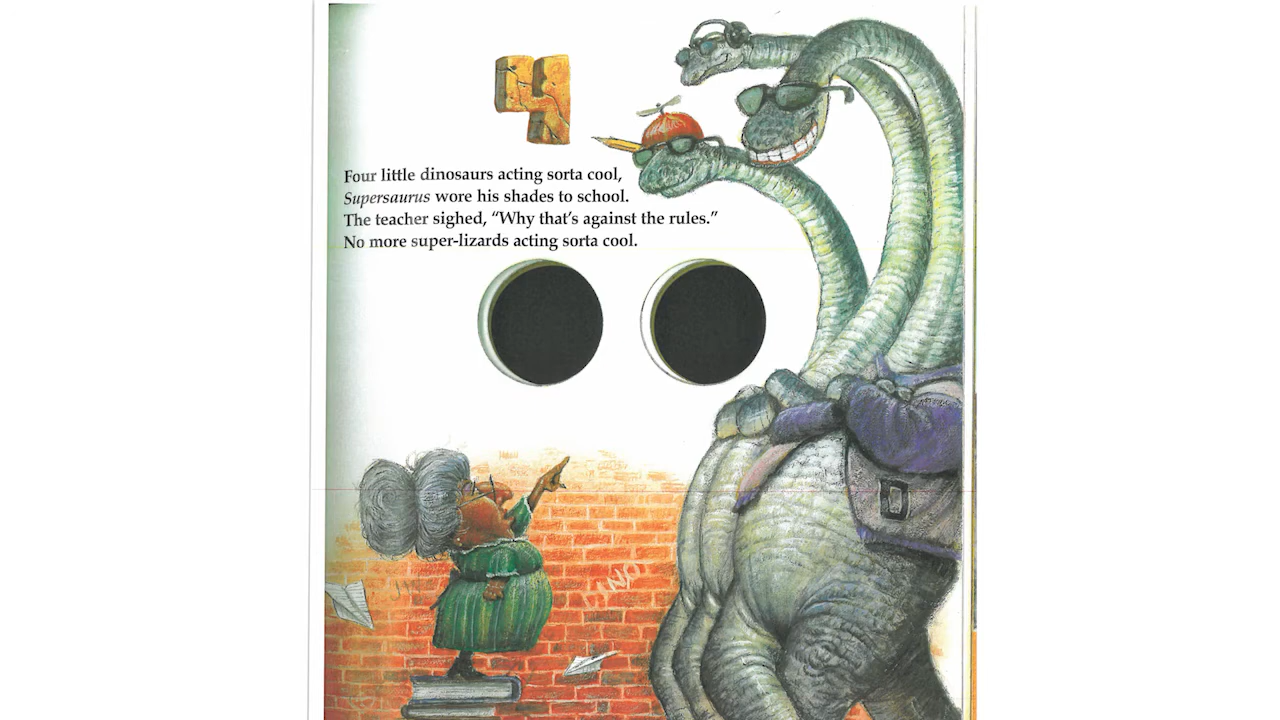 4
Four little dinosaurs acting sorta cool,
Supersaurus wore his shades to school.
The teacher sighed, “Why that’s against the rules.”
No more super-lizards acting sorta cool.